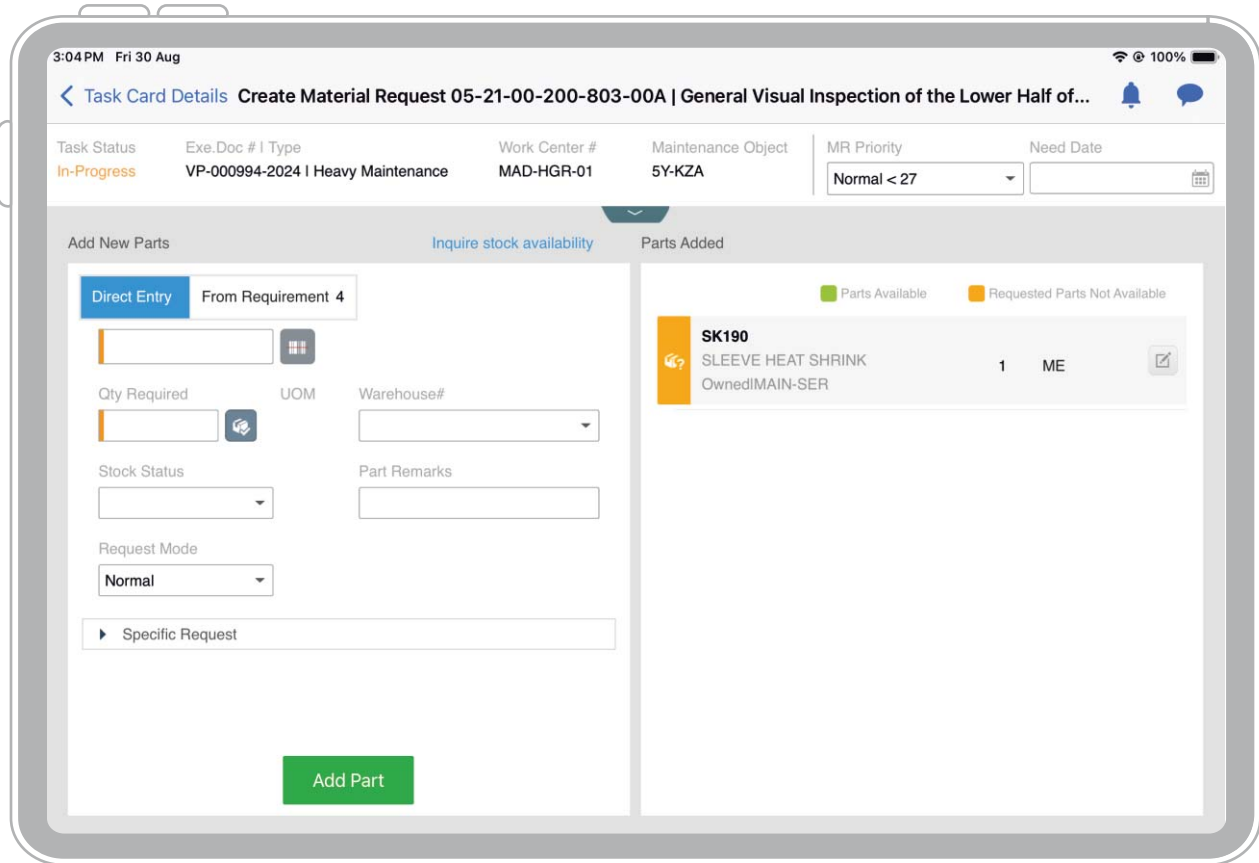 3:04 PM Fri 30 Aug
100%
Task Card Details Create Material Request 05-21-00-200-803-00A | General Visual Inspection of the Lower Half of...
Task Status Exe.Doc # I Type Work Center # Maintenance Object MR Priority Need Date
In-Progress VP-000994-2024 I Heavy Maintenance MAD-HGR-01 5Y-KZA Normal < 27
Add New Parts Inquire stock availability Parts Added
Direct Entry From Requirement 4
Parts Available Requested Parts Not Available
SK190
SLEEVE HEAT SHRINK 1 ME
OwnedIMAIN-SER
Qty Required UOM Warehouse#
Stock Status Part Remarks
Request Mode
Normal
Specific Request
Add Part